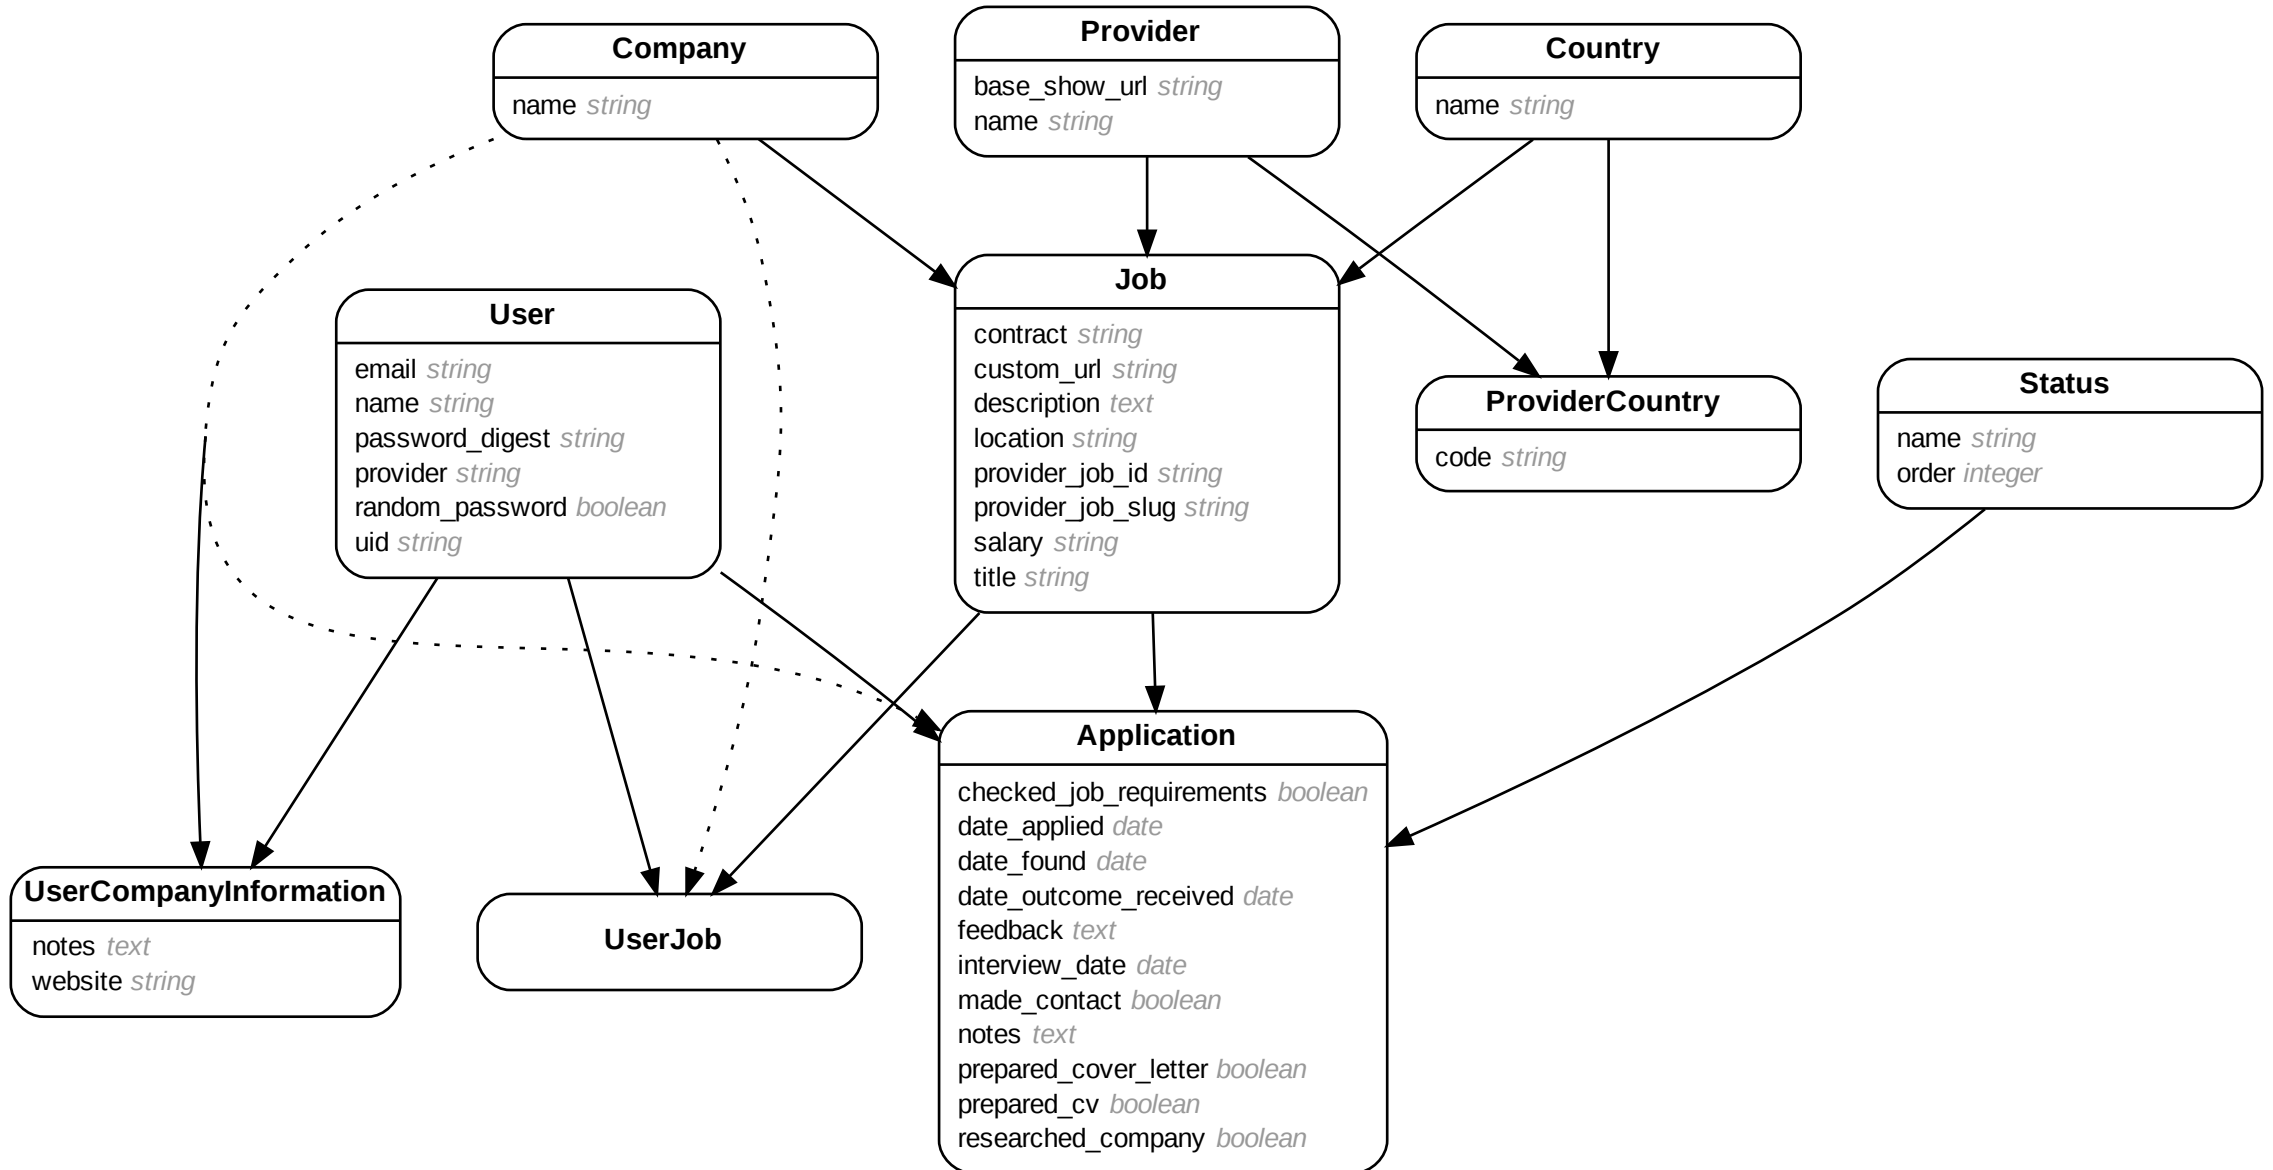 Company
name string
Provider
base_show_url string
name string
Country
name string
User
email string
name string
password_digest string
provider string
random_password boolean
uid string
Job
contract string
custom_url string
description text
location string
provider_job_id string
provider_job_slug string
salary string
title string
ProviderCountry
code string
Status
name string
order integer
UserCompanyInformation
notes text
website string
UserJob
Application
checked_job_requirements boolean
date_applied date
date_found date
date_outcome_received date
feedback text
interview_date date
made_contact boolean
notes text
prepared_cover_letter boolean
prepared_cv boolean
researched_company boolean